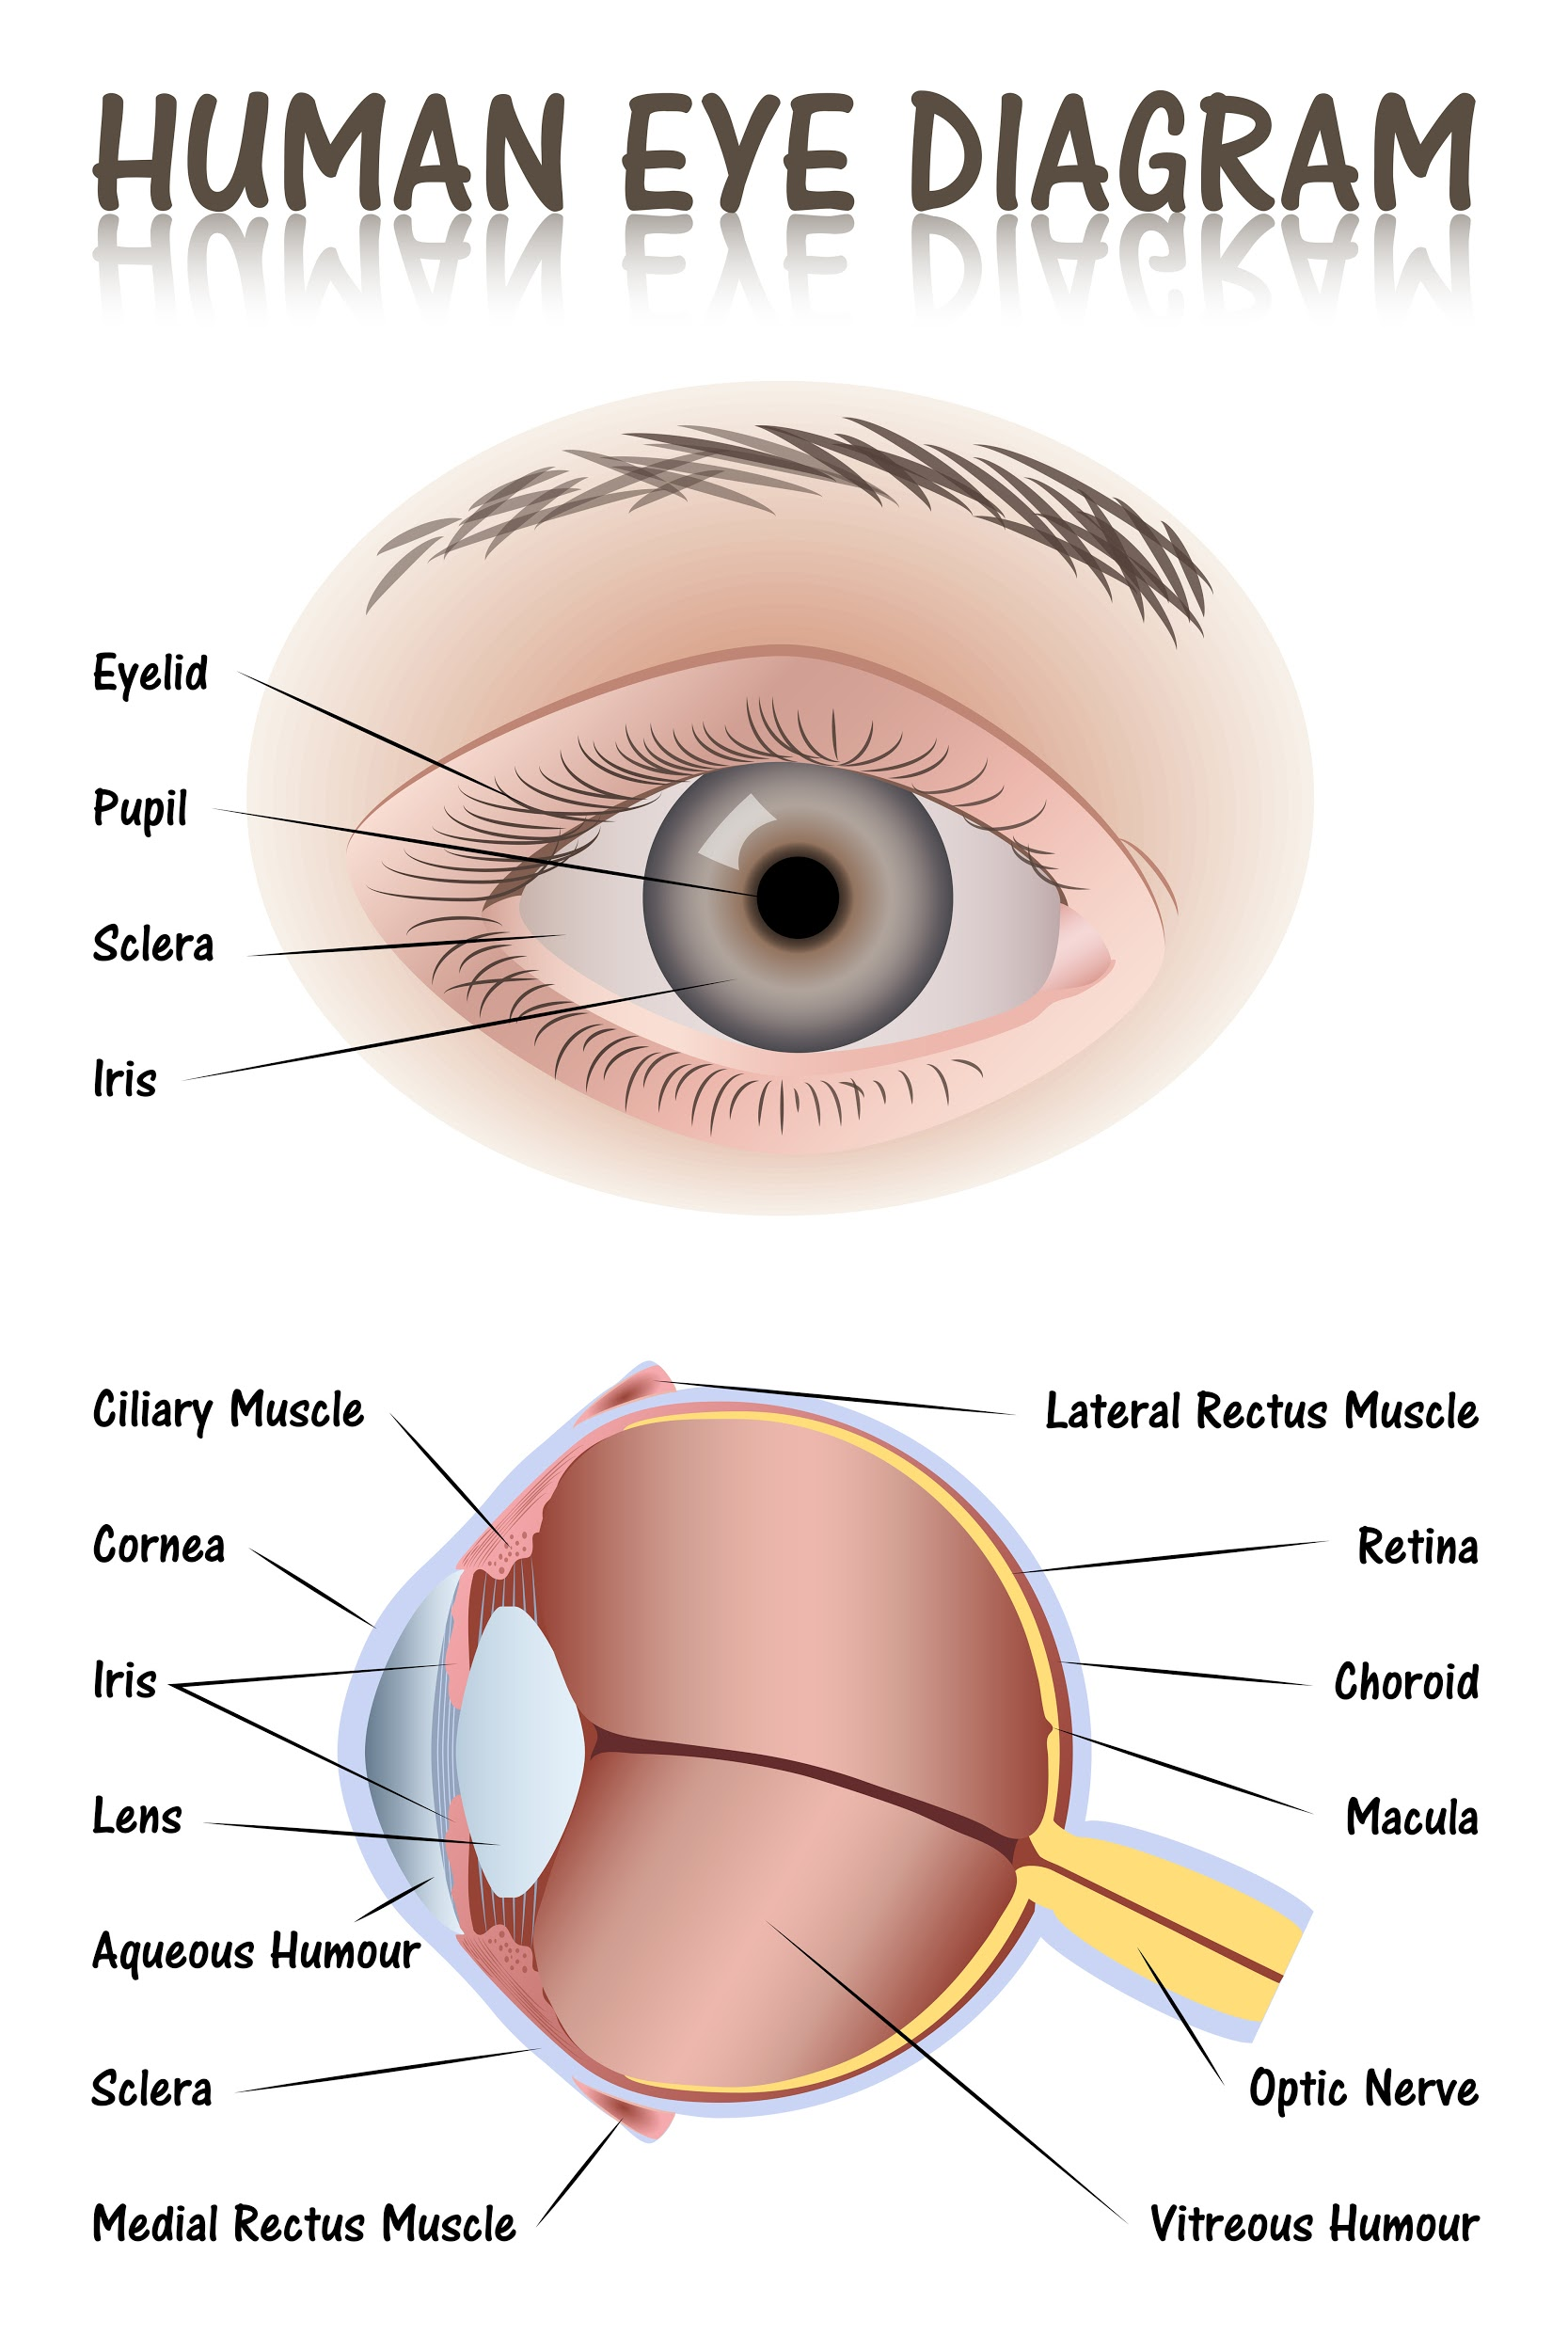 HUMAN EYE DIAGRAM
Eyelid
Pupil
Sclera
Iris
Ciliary Muscle
Cornea
Iris
Lens
Aqueous Humour
Sclera
Medial Rectus Muscle
Lateral Rectus Muscle
Retina
Choroid
Macula
Optic Nerve
Vitreous Humour